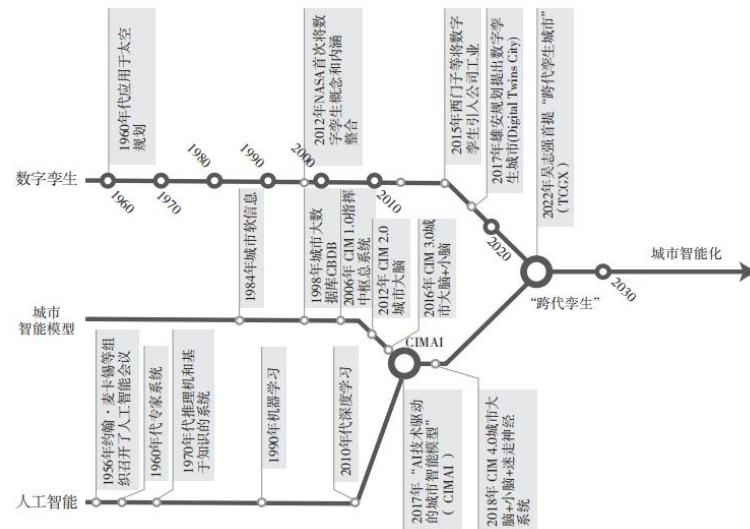 1960年代应用于太空
规划
2012年NASA首次将数
字孪生概念和内涵
整合
2015年西门子等将数字
孪生引入公司工业
2017年雄安规划提出数字孪
生城市(Digital Twins City)
2022年吴志强首提“跨代孪生城市”
(TCGX)
数字孪生
1960
1970
1980
1990
2000
2010
2020
2030
城市智能化
“跨代孪生”
1984年城市软信息
1998年城市大数
据库CBDB
2006年 CIM 1.0指挥
中枢总系统
2012年 CIM 2.0
城市大脑
2016年 CIM 3.0城
市大脑+小脑
城市
智能模型
CIMAI
1956年约翰·麦卡锡等组
织召开了人工智能会议
1960年代专家系统
1970年代推理机和基
于知识的系统
1990年机器学习
2010年代深度学习
2017年“AI技术驱动
的城市智能模型”
(CIMAI)
2018年 CIM 4.0城市大
脑+小脑+迷走神经
系统
人工智能